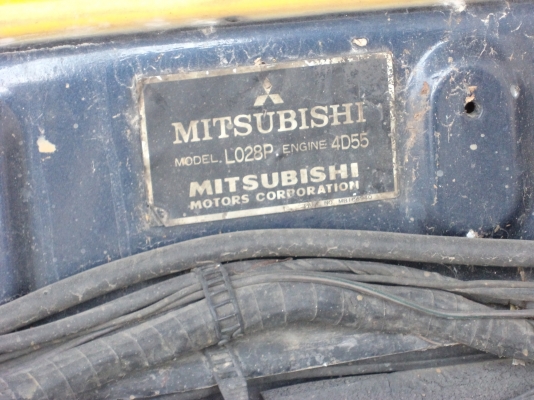 MITSUBISHI
MODEL. L028P. ENGINE 4D55
MITSUBISHI
MOTORS CORPORATION